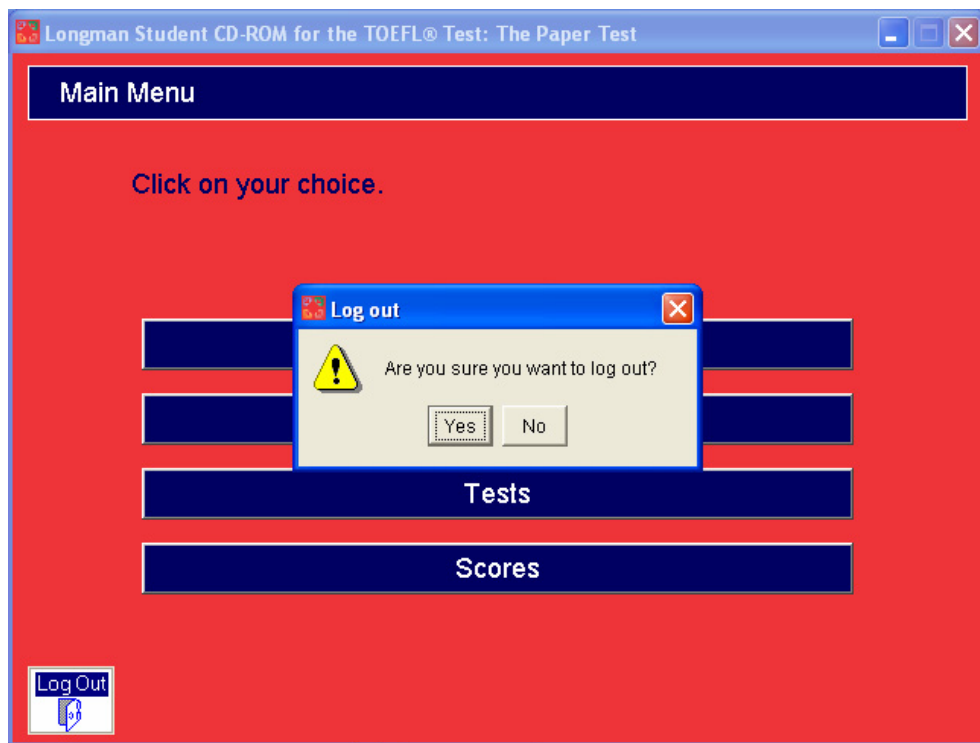 Longman Student CD-ROM for the TOEFL® Test: The Paper Test
Main Menu
Click on your choice.
Log out
Are you sure you want to log out?
Yes No
Tests
Scores
Log Out